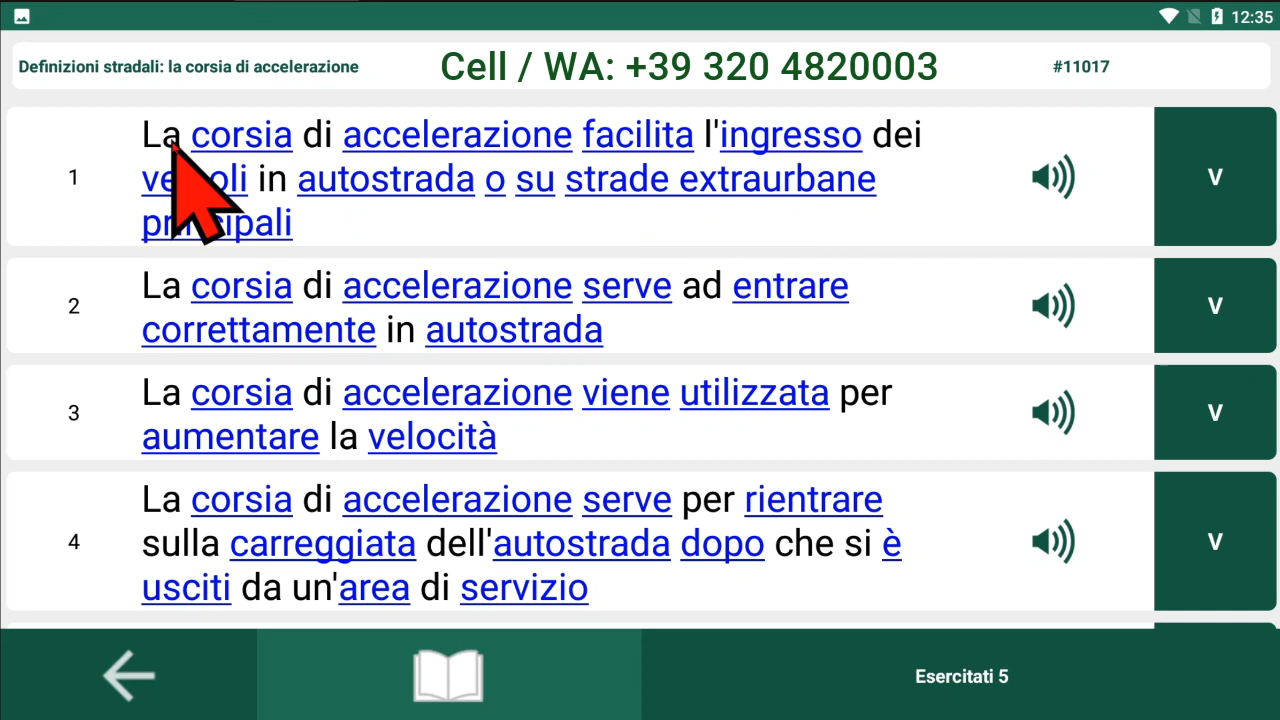 12:35
Definizioni stradali: la corsia di accelerazione
Cell / WA: +39 320 4820003
#11017
1
La corsia di accelerazione facilita l'ingresso dei
in autostrada o su strade extraurbane
V
2
La corsia di accelerazione serve ad entrare
correttamente in autostrada
V
3
La corsia di accelerazione viene utilizzata per
aumentare la velocità
V
4
La corsia di accelerazione serve per rientrare
sulla carreggiata dell'autostrada dopo che si è
usciti da un'area di servizio
V
Esercitati 5